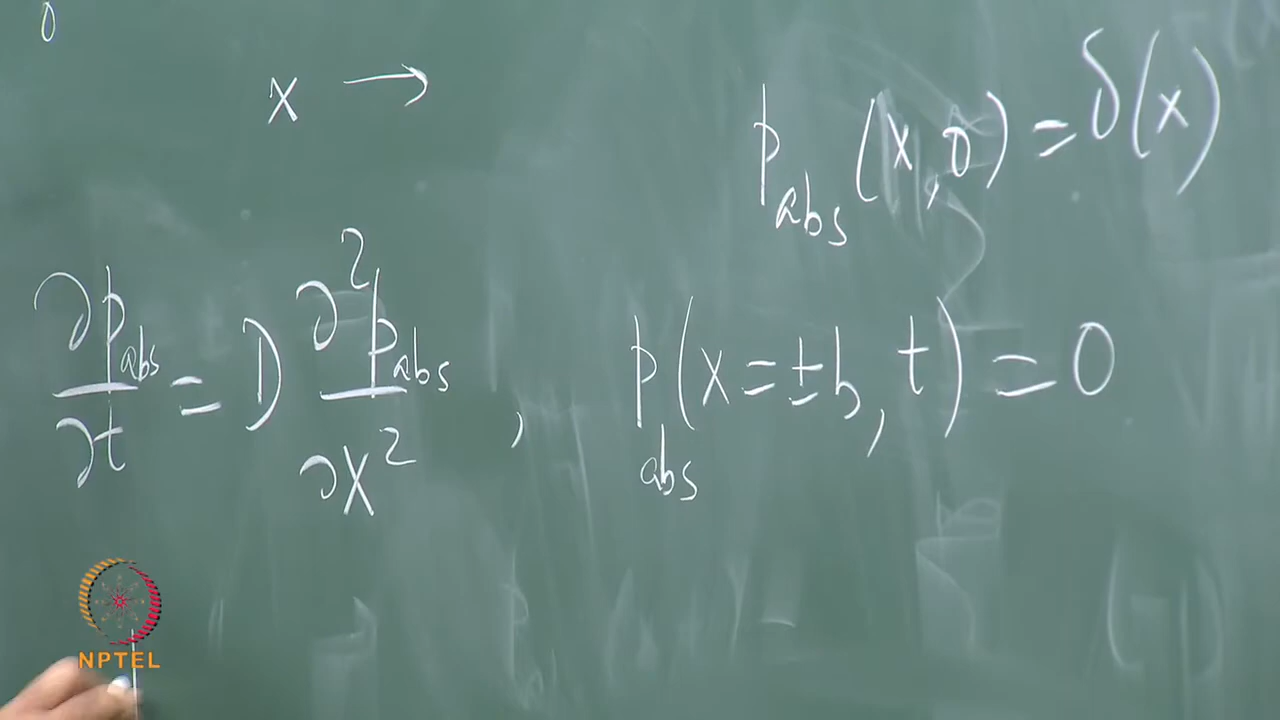 0
x →
p_abs (x, 0) = δ(x)
∂p_abs/∂t = D ∂²p_abs/∂x² , p_abs (x = ±b, t) = 0
NPTEL